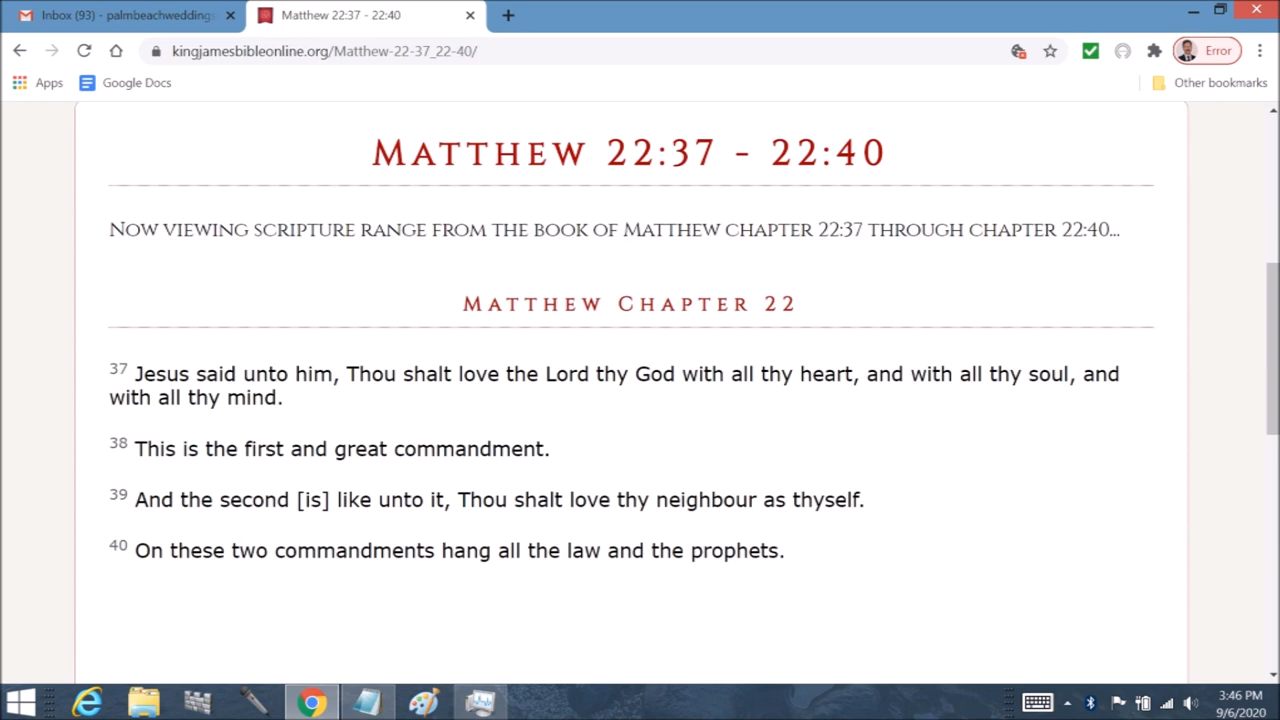 Inbox (93) - palmbeachwedding
Matthew 22:37 - 22:40
kingjamesbibleonline.org/Matthew-22-37_22-40/
Error
Apps
Google Docs
Other bookmarks
Matthew 22:37 - 22:40
Now viewing scripture range from the book of Matthew chapter 22:37 through chapter 22:40...
Matthew Chapter 22
37 Jesus said unto him, Thou shalt love the Lord thy God with all thy heart, and with all thy soul, and
with all thy mind.
38 This is the first and great commandment.
39 And the second [is] like unto it, Thou shalt love thy neighbour as thyself.
40 On these two commandments hang all the law and the prophets.
3:46 PM
9/6/2020